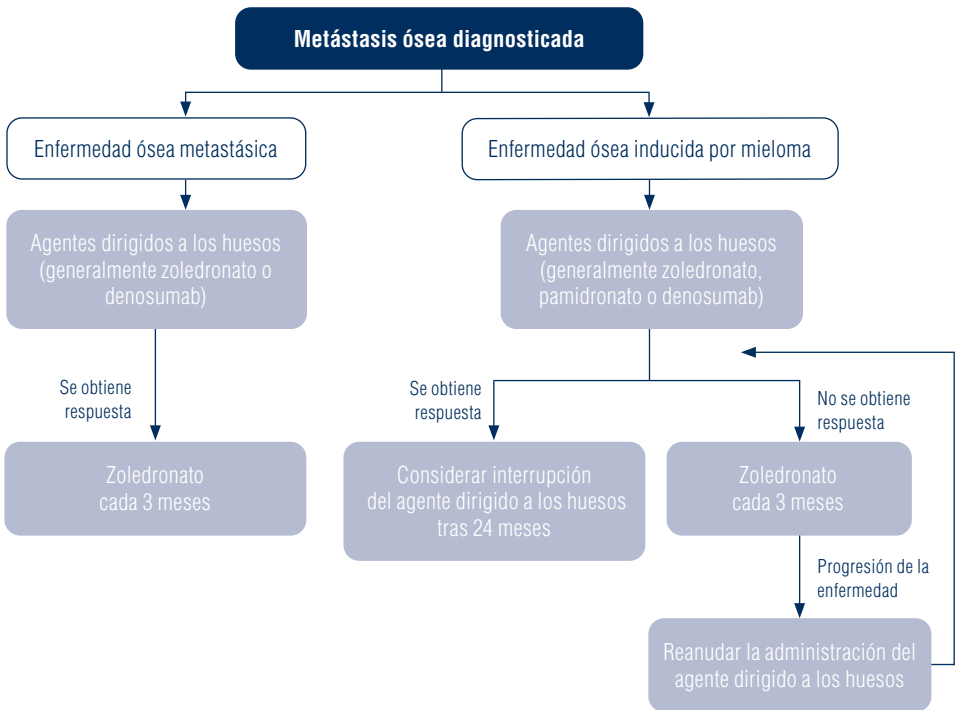 Metástasis ósea diagnosticada
Enfermedad ósea metastásica
Enfermedad ósea inducida por mieloma
Agentes dirigidos a los huesos
(generalmente zoledronato o
denosumab)
Agentes dirigidos a los huesos
(generalmente zoledronato,
pamidronato o denosumab)
Se obtiene
respuesta
Se obtiene
respuesta
No se obtiene
respuesta
Zoledronato
cada 3 meses
Considerar interrupción
del agente dirigido a los huesos
tras 24 meses
Zoledronato
cada 3 meses
Progresión de la
enfermedad
Reanudar la administración del
agente dirigido a los huesos